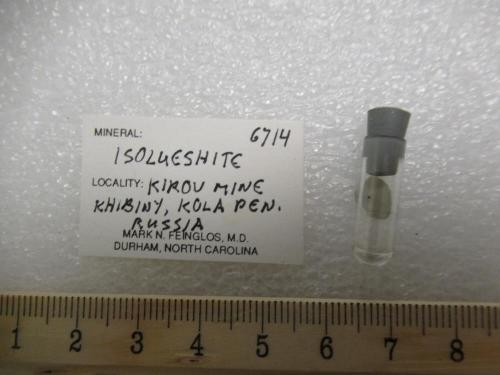 MINERAL: 6714
ISOLUESHITE
LOCALITY: KIROV MINE
KHIBINY, KOLA PEN.
RUSSIA
MARK N. FEINGLOS, M.D.
DURHAM, NORTH CAROLINA
1 2 3 4 5 6 7 8